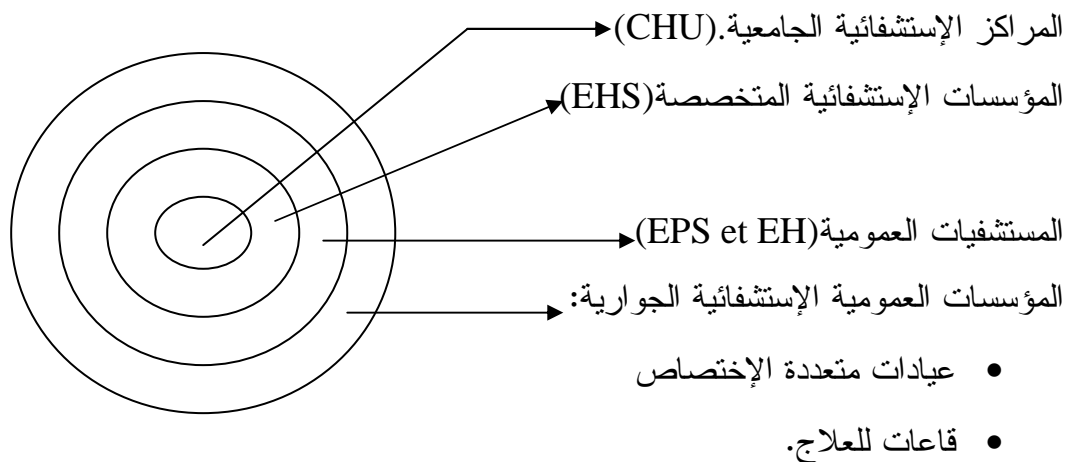 المراكز الإستشفائية الجامعية.(CHU)
المؤسسات الإستشفائية المتخصصة(EHS)
المستشفيات العمومية(EPS et EH)
المؤسسات العمومية الإستشفائية الجوارية:
• عيادات متعددة الإختصاص
• قاعات للعلاج.